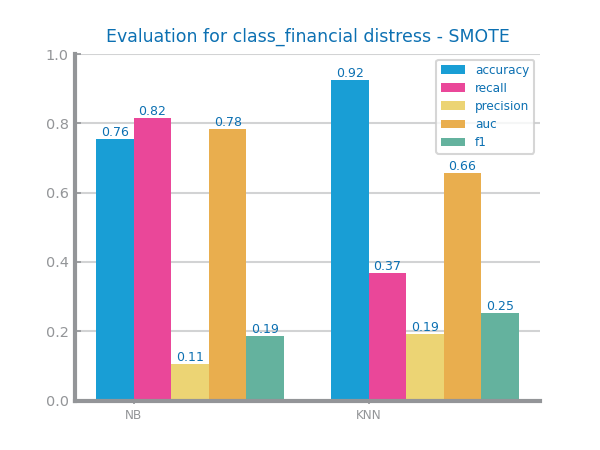 Evaluation for class_financial distress - SMOTE
1.0
0.8
0.6
0.4
0.2
0.0
0.76
0.82
0.11
0.78
0.19
0.92
0.37
0.19
0.66
0.25
accuracy
recall
precision
auc
f1
NB
KNN